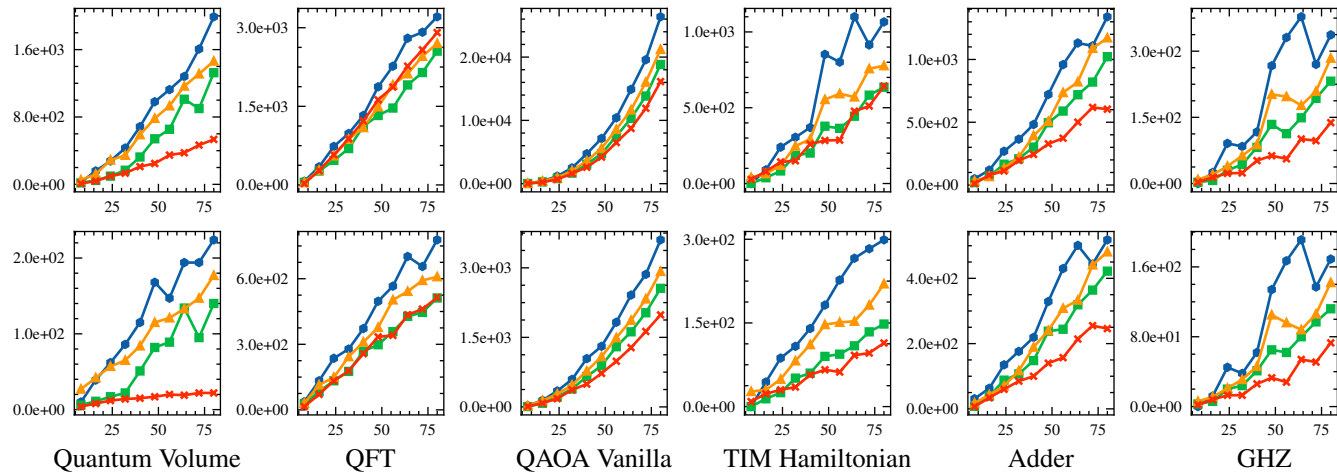 1.6e+03
8.0e+02
0.0e+00
25 50 75
3.0e+03
1.5e+03
0.0e+00
25 50 75
2.0e+04
1.0e+04
0.0e+00
25 50 75
1.0e+03
5.0e+02
0.0e+00
25 50 75
1.0e+03
5.0e+02
0.0e+00
25 50 75
3.0e+02
1.5e+02
0.0e+00
25 50 75
2.0e+02
1.0e+02
0.0e+00
25 50 75
6.0e+02
3.0e+02
0.0e+00
25 50 75
3.0e+03
1.5e+03
0.0e+00
25 50 75
3.0e+02
1.5e+02
0.0e+00
25 50 75
4.0e+02
2.0e+02
0.0e+00
25 50 75
1.6e+02
8.0e+01
0.0e+00
25 50 75
Quantum Volume QFT QAOA Vanilla TIM Hamiltonian Adder GHZ